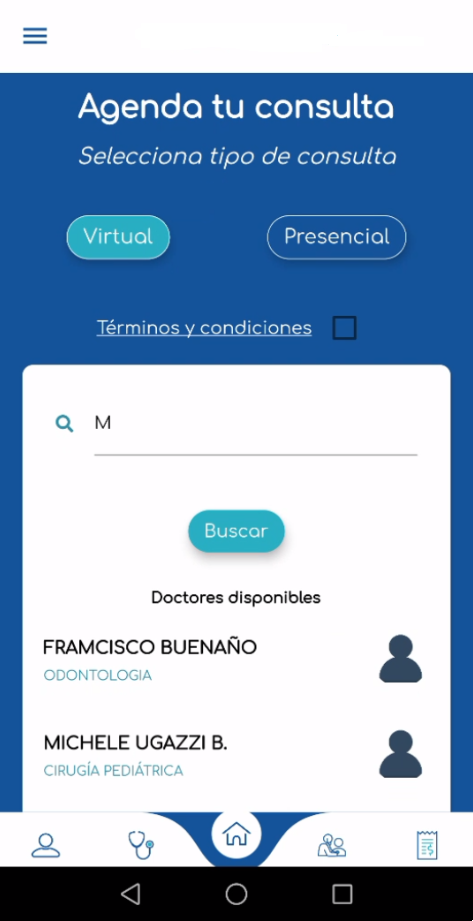 Agenda tu consulta
Selecciona tipo de consulta
Virtual
Presencial
Términos y condiciones
M
Buscar
Doctores disponibles
FRAMCISCO BUENAÑO
ODONTOLOGIA
MICHELE UGAZZI B.
CIRUGÍA PEDIÁTRICA